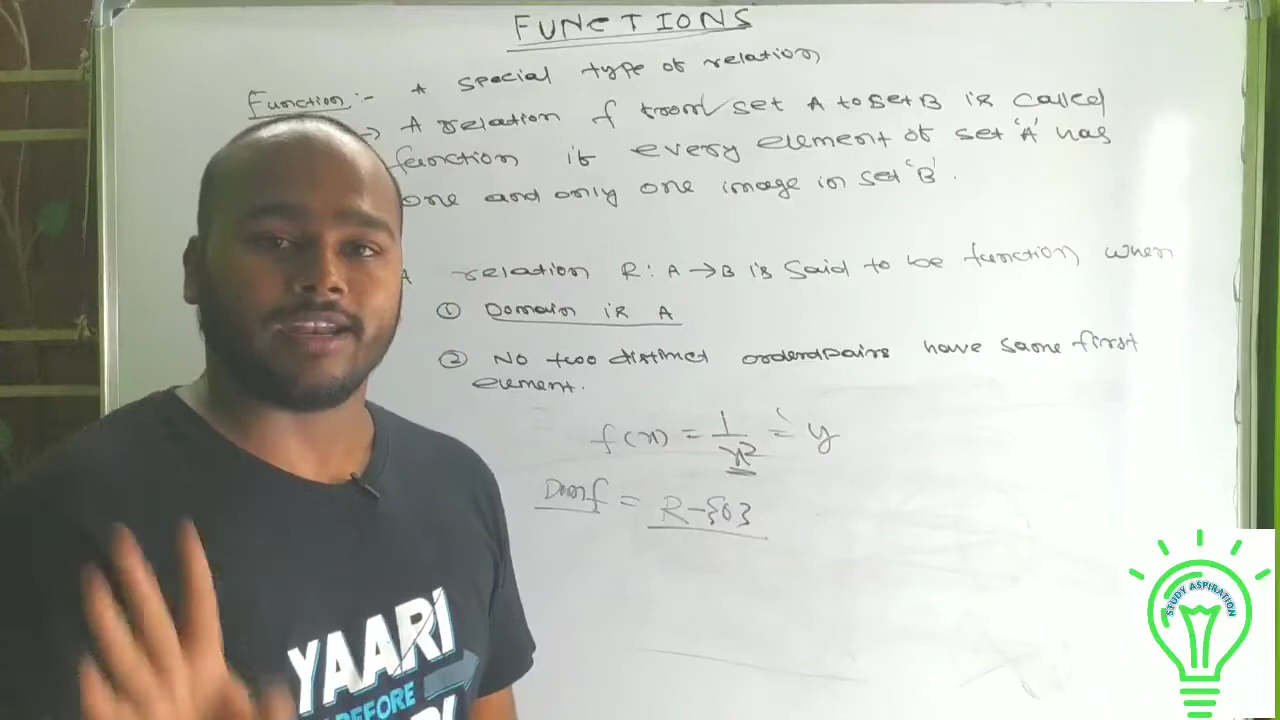 FUNCTIONS
Function :- * special type of relation
→ A relation f from set A to set B is called
function if every element of set 'A' has
one and only one image in set 'B'.
A relation R: A → B is said to be function when
① Domain is A
② No two distinct orderdpairs have same first
element.
f(x) = 1/x² = y
Domf = R-{0}
YAARI
BEFORE
STUDY ASPIRATION